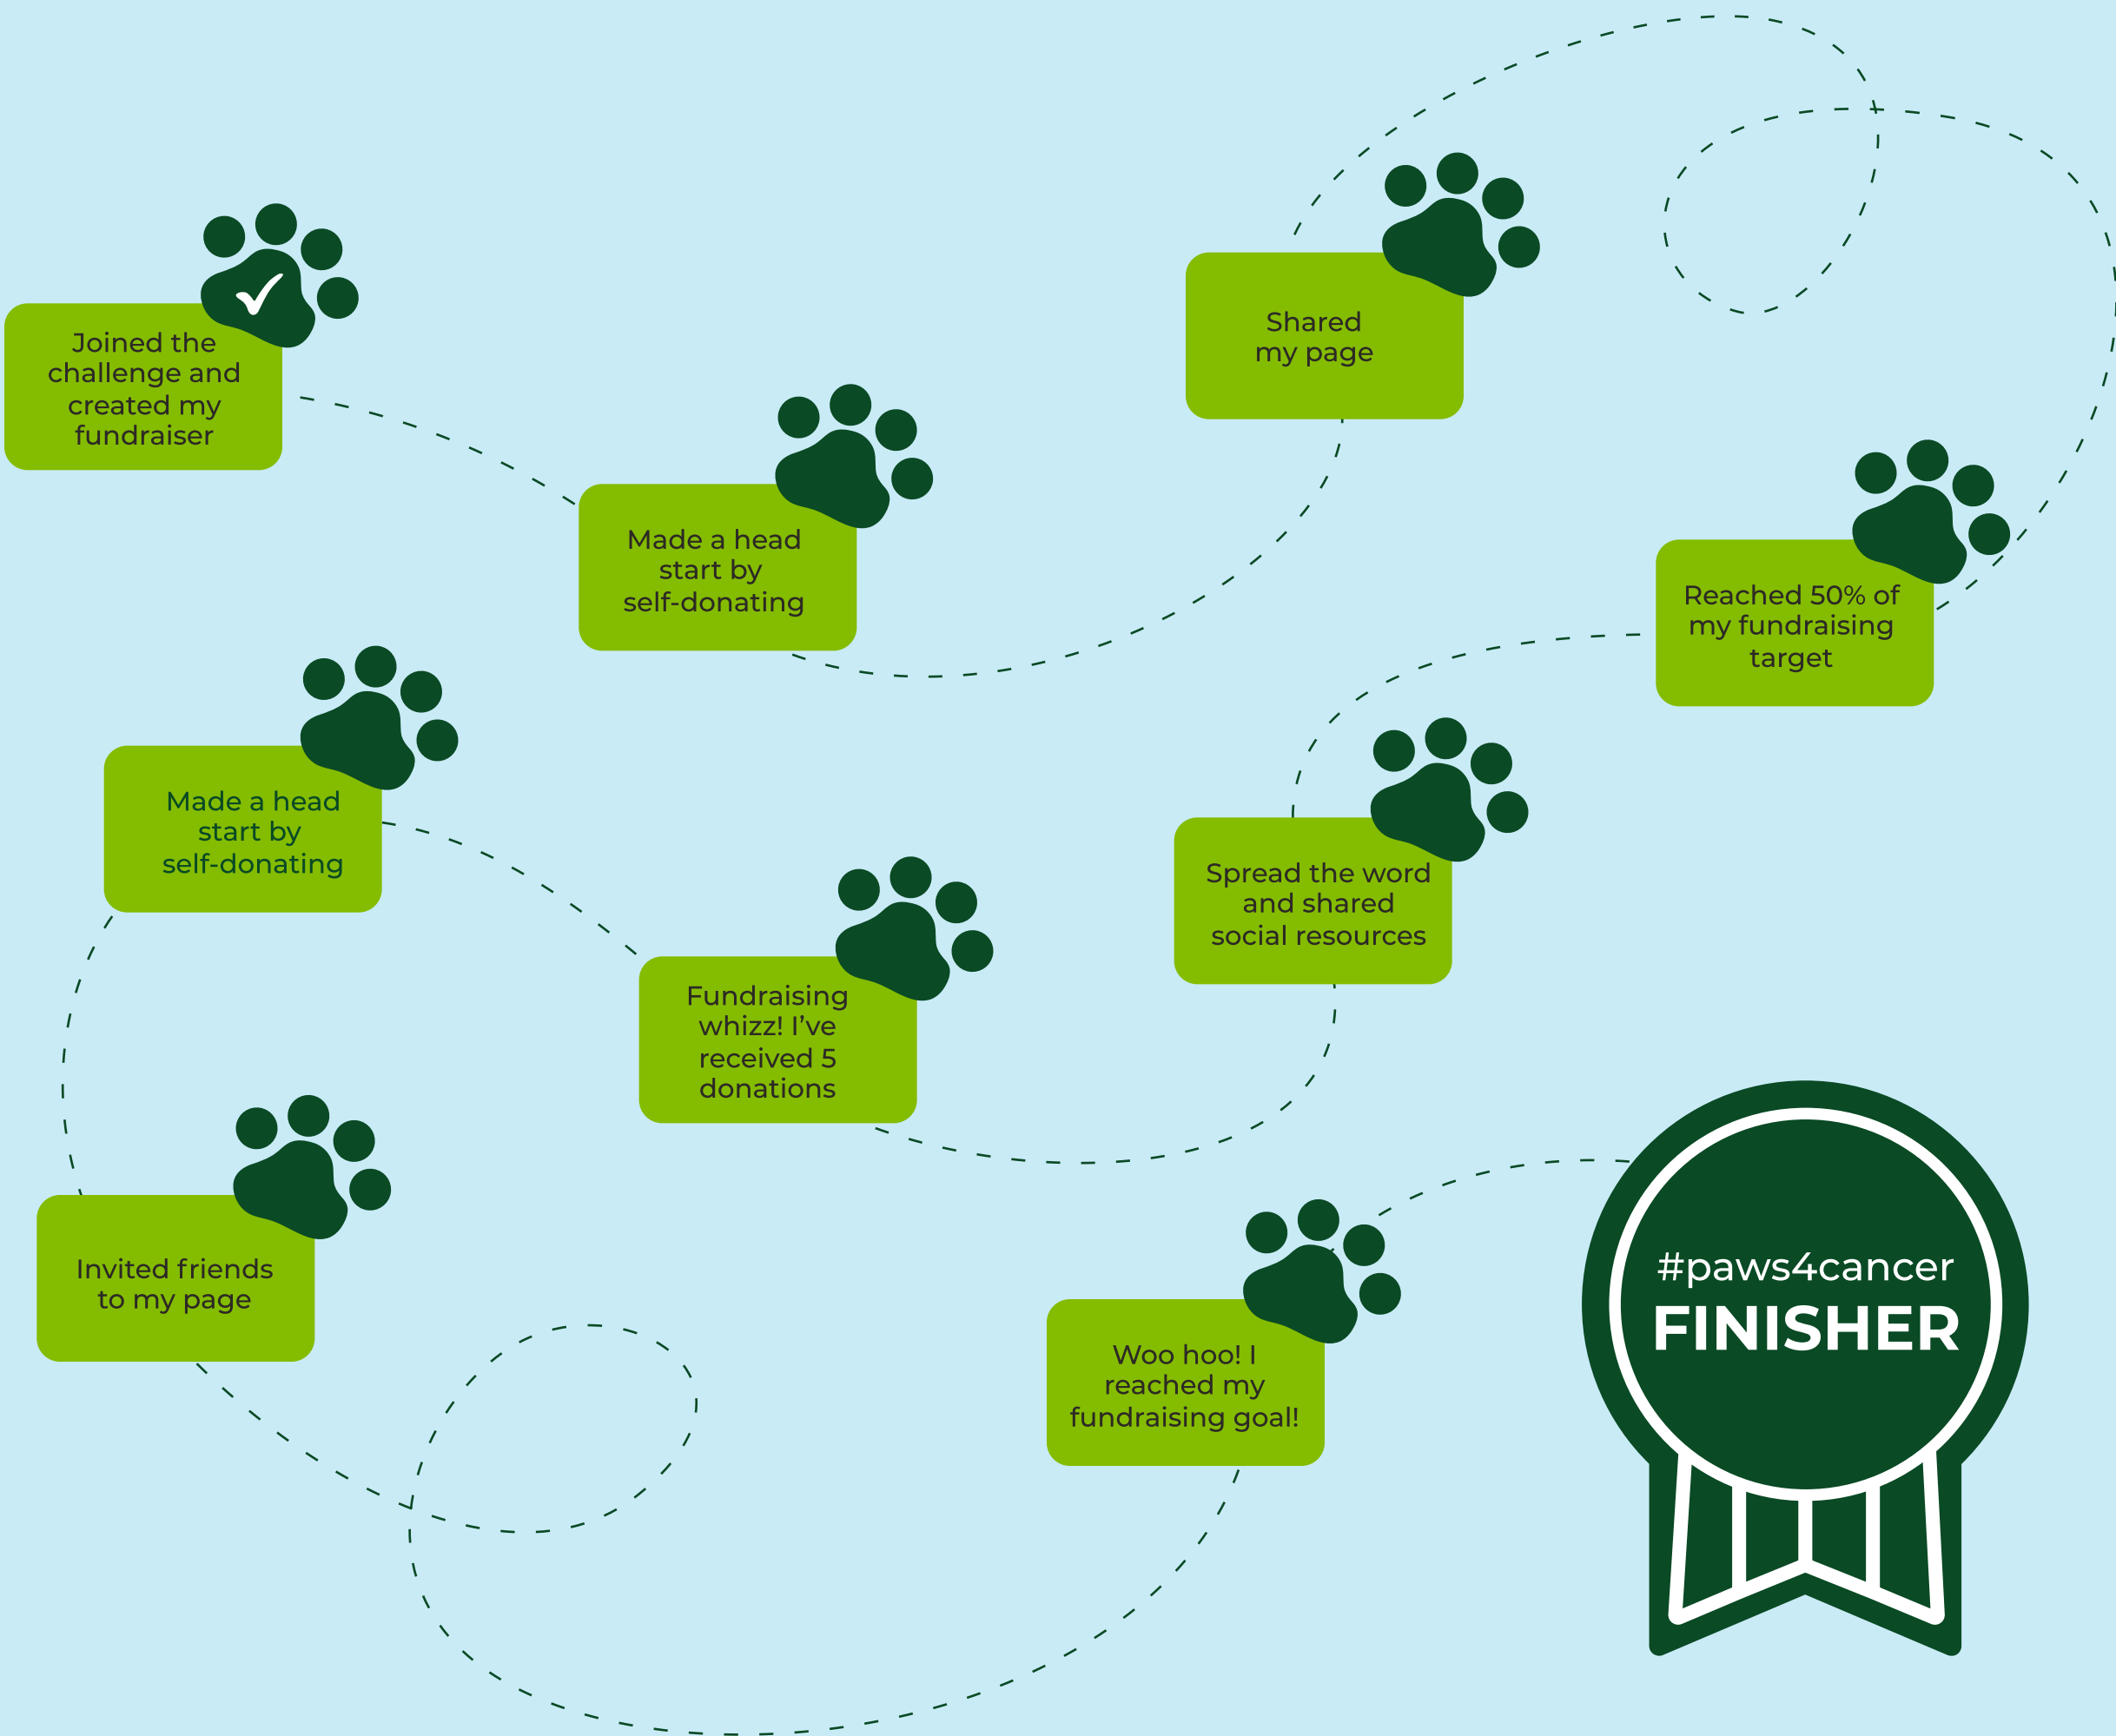 Joined the
challenge and
created my
fundraiser
Made a head
start by
self-donating
Shared
my page
Reached 50% of
my fundraising
target
Spread the word
and shared
social resources
Fundraising
whizz! I’ve
received 5
donations
Made a head
start by
self-donating
Invited friends
to my page
Woo hoo! I
reached my
fundraising goal!
#paws4cancer
FINISHER